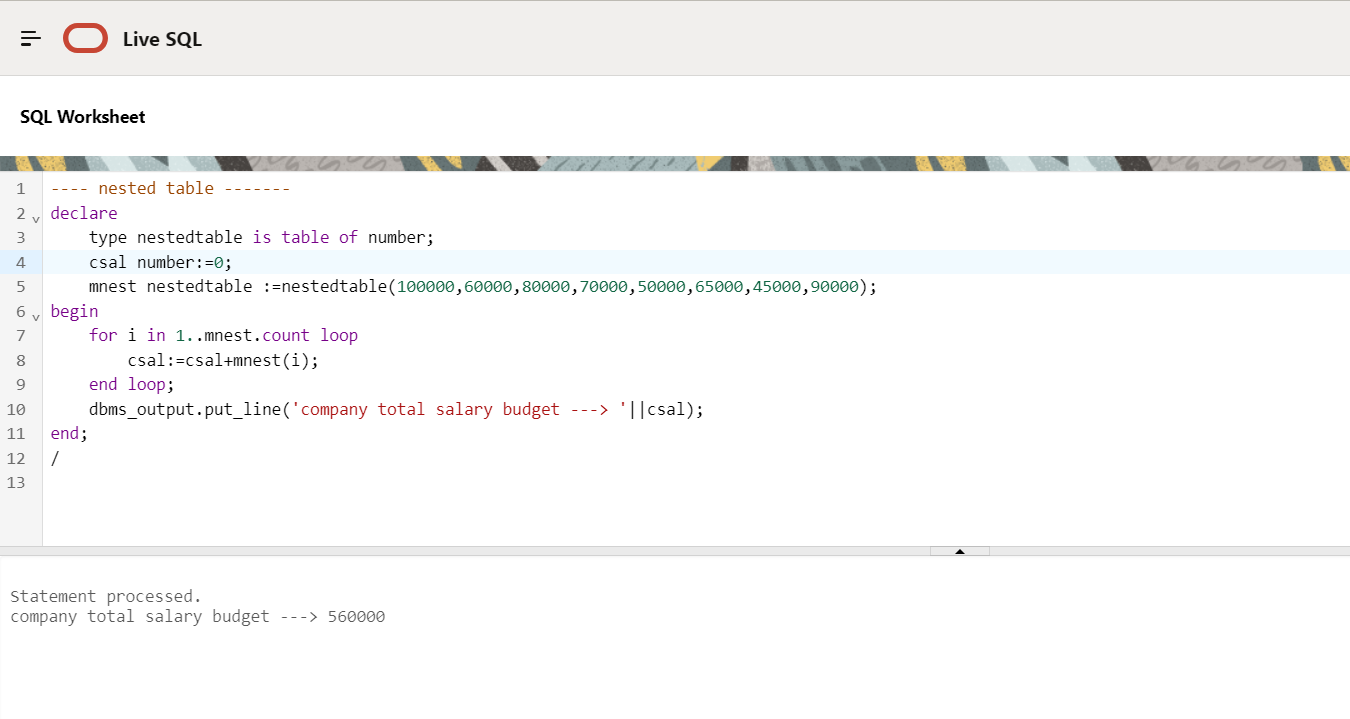 Live SQL
SQL Worksheet
1 ---- nested table -------
2 declare
3     type nestedtable is table of number;
4     csal number:=0;
5     mnest nestedtable :=nestedtable(100000,60000,80000,70000,50000,65000,45000,90000);
6 begin
7     for i in 1..mnest.count loop
8         csal:=csal+mnest(i);
9     end loop;
10     dbms_output.put_line('company total salary budget ---> '||csal);
11 end;
12 /
13
Statement processed.
company total salary budget ---> 560000